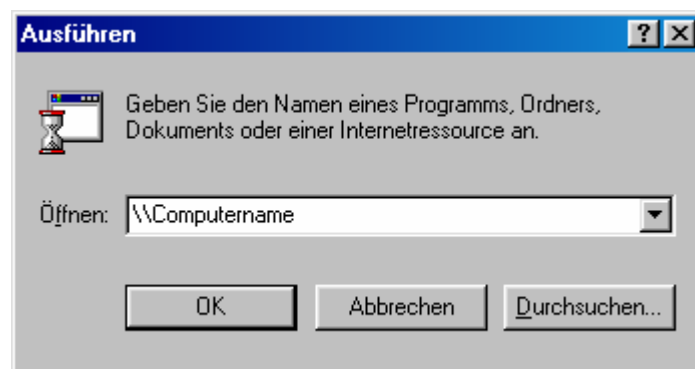 Ausführen
Geben Sie den Namen eines Programms, Ordners,
Dokuments oder einer Internetressource an.
Öffnen: \\Computername
OK Abbrechen Durchsuchen...